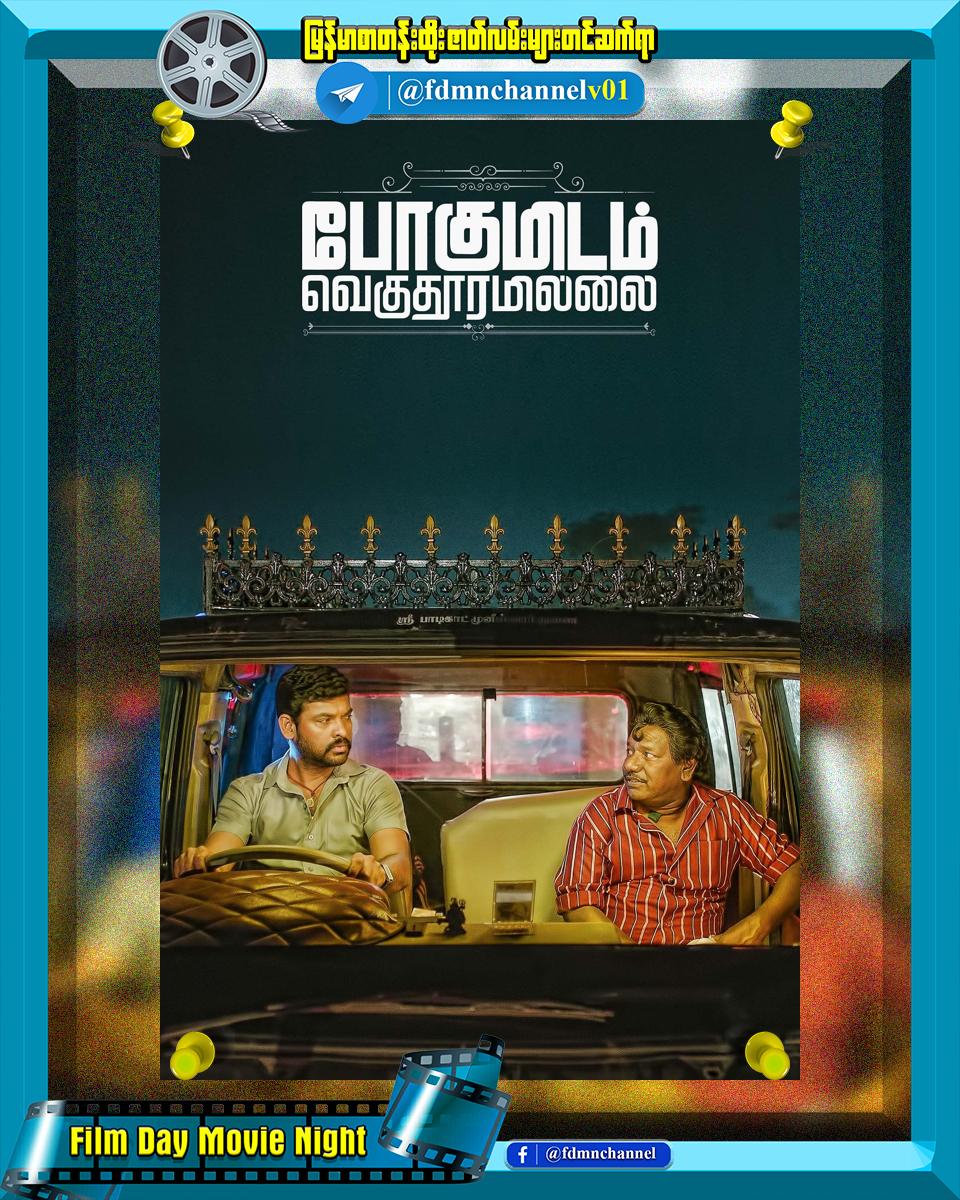 မြန်မာစာတန်းထိုးဇာတ်လမ်းများတင်ဆက်ရာ
@fdmnchannelv01
போகுமிடம்
வெகுதூரமில்லை
ஸ்ரீ பாடிகாட்
Film Day Movie Night
@fdmnchannel